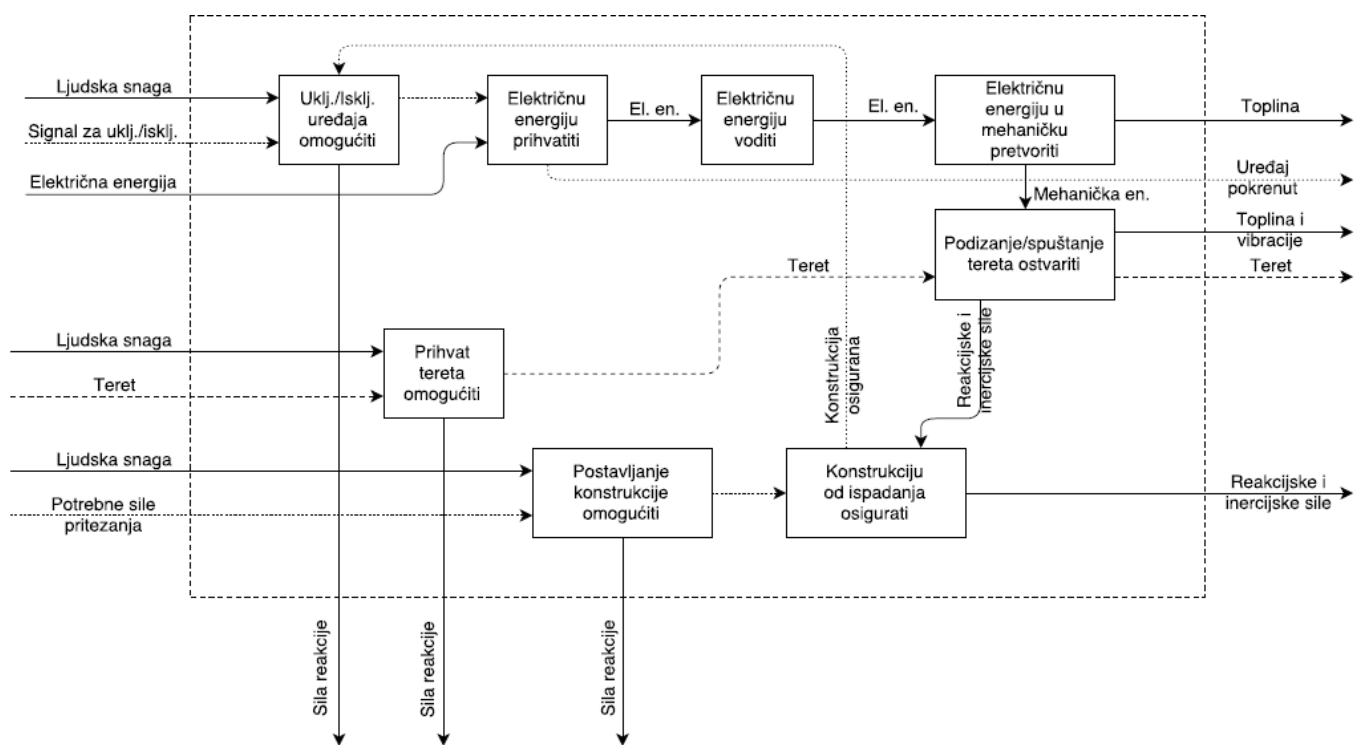 Ljudska snaga
Signal za uklj./isklj.
Električna energija
Uklj./Isklj.
uređaja
omogućiti
Električnu
energiju
prihvatiti
El. en.
Električnu
energiju
voditi
El. en.
Električnu
energiju u
mehaničku
pretvoriti
Toplina
Uređaj
pokrenut
Mehanička en.
Podizanje/spuštanje
tereta ostvariti
Toplina i
vibracije
Teret
Teret
Ljudska snaga
Teret
Prihvat
tereta
omogućiti
Konstrukcija
osigurana
Reakcijske i
inercijske sile
Ljudska snaga
Potrebne sile
pritezanja
Postavljanje
konstrukcije
omogućiti
Konstrukciju
od ispadanja
osigurati
Reakcijske i
inercijske sile
Sila reakcije
Sila reakcije
Sila reakcije